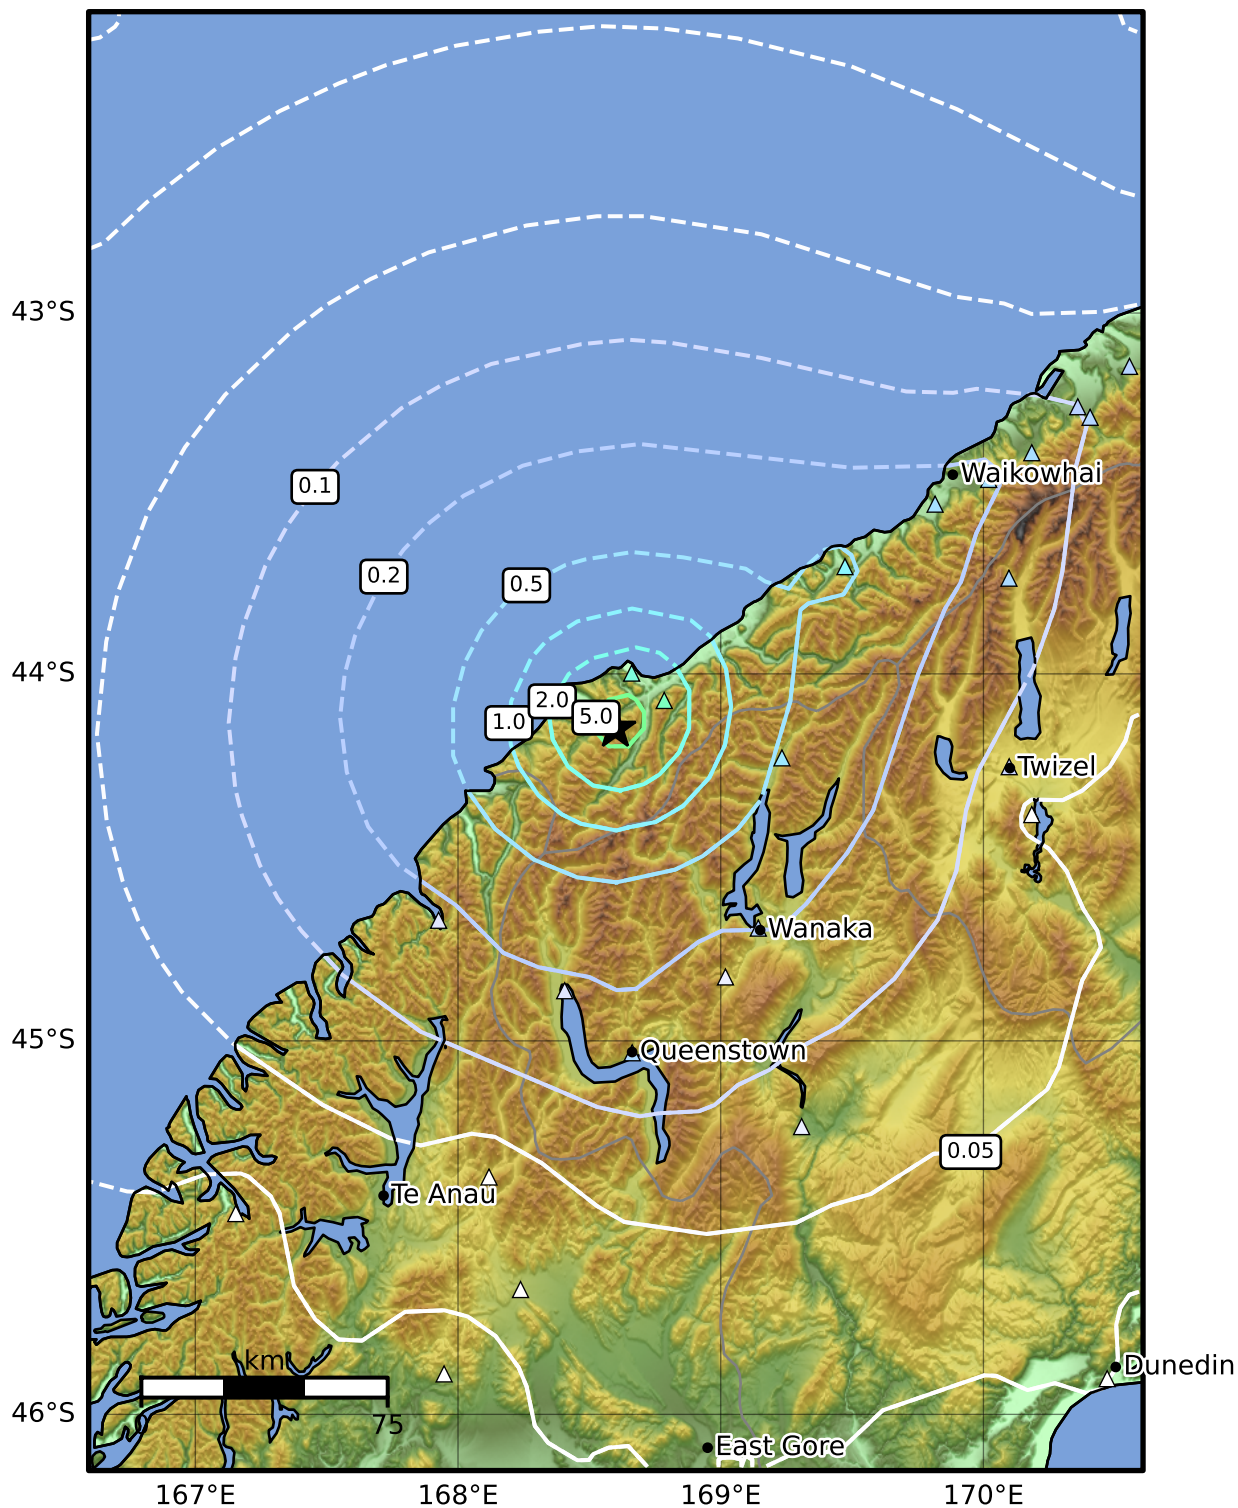 43°S
0.1
Waikowhai
0.2
0.5
44°S
2.0
5.0
1.0
Twizel
Wanaka
45°S
Queenstown
0.05
Te Anau
km
Dunedin
46°S
75
East Gore
167°E
168°E
169°E
170°E